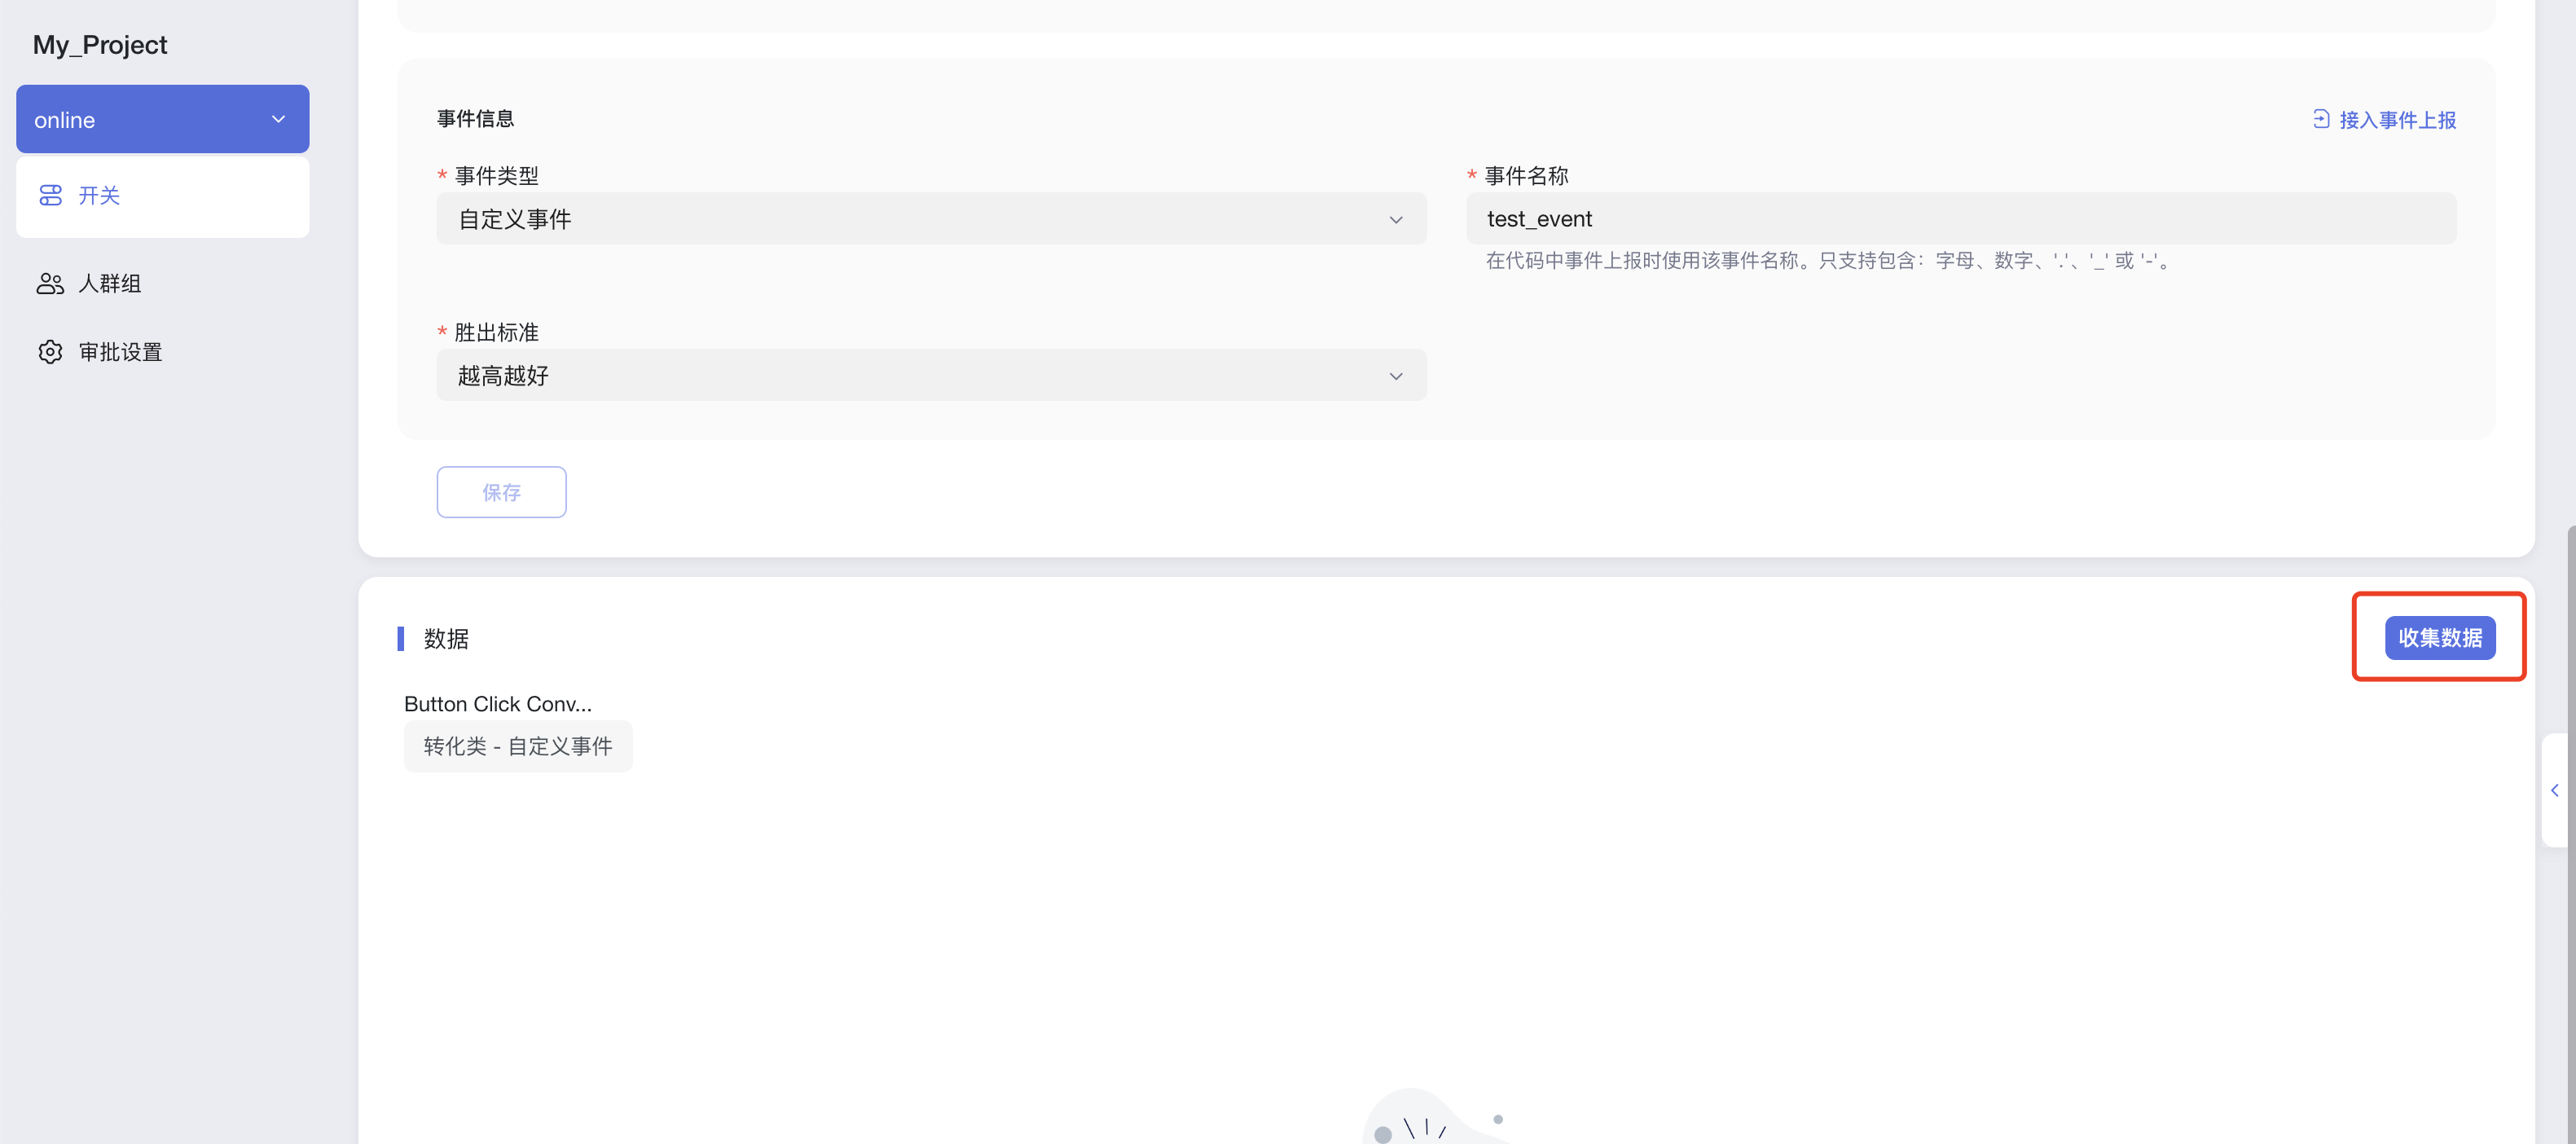 My_Project
online
开关
人群组
审批设置
事件信息
接入事件上报
* 事件类型
自定义事件
* 事件名称
test_event
在代码中事件上报时使用该事件名称。只支持包含：字母、数字、'.'、'_' 或 '-'。
* 胜出标准
越高越好
保存
数据
收集数据
Button Click Conv...
转化类 - 自定义事件